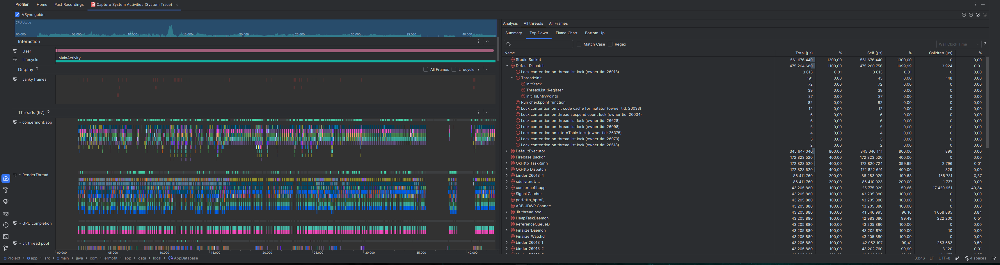 Profiler Home Past Recordings Capture System Activities (System Trace)
VSync guide
CPU Usage
00.000 05.000 10.000 15.000 20.000 25.000 30.000 35.000 40.000
Interaction
User
Lifecycle MainActivity
Display ? All Frames Lifecycle
Janky frames
Threads (97) ?
com.ermofit.app
RenderThread
GPU completion
Jit thread pool
00.000 05.000 10.000 15.000 20.000 25.000 30.000 35.000 40.000
Analysis All threads All Frames
Summary Top Down Flame Chart Bottom Up
Match Case Regex Wall Clock Time ?
Name Total (μs) % Self (μs) % Children (μs) %
Studio:Socket 561 676 440 1300,00 561 676 440 1300,00 0 0,00
DefaultDispatch 475 264 680 1100,00 475 260 756 1099,99 3 924 0,01
Lock contention on thread list lock (owner tid: 26013) 3 613 0,01 3 613 0,01 0 0,00
Thread::Init 191 0,00 43 0,00 148 0,00
InitStack 72 0,00 72 0,00 0 0,00
ThreadList::Register 39 0,00 39 0,00 0 0,00
InitTlsEntryPoints 37 0,00 37 0,00 0 0,00
Run checkpoint function 82 0,00 82 0,00 0 0,00
Lock contention on Jit code cache for mutator (owner tid: 26033) 12 0,00 12 0,00 0 0,00
Lock contention on thread suspend count lock (owner tid: 26034) 6 0,00 6 0,00 0 0,00
Lock contention on thread list lock (owner tid: 26628) 6 0,00 6 0,00 0 0,00
Lock contention on thread list lock (owner tid: 26098) 5 0,00 5 0,00 0 0,00
Lock contention on InternTable lock (owner tid: 26375) 4 0,00 4 0,00 0 0,00
Lock contention on thread list lock (owner tid: 26073) 3 0,00 3 0,00 0 0,00
Lock contention on thread list lock (owner tid: 26618) 2 0,00 2 0,00 0 0,00
DefaultExecutor 345 647 040 800,00 345 646 141 800,00 899 0,00
Firebase Backgr 172 823 520 400,00 172 823 520 400,00 0 0,00
OkHttp TaskRunn 172 823 520 400,00 172 820 724 399,99 2 796 0,01
OkHttp Dispatch 172 823 520 400,00 172 822 691 400,00 829 0,00
binder:26013_4 86 411 760 200,00 86 253 029 199,63 158 731 0,37
sdelivr.net/... 86 411 760 200,00 86 410 023 200,00 1 737 0,00
com.ermofit.app 43 205 880 100,00 25 775 929 59,66 17 429 951 40,34
Signal Catcher 43 205 880 100,00 43 205 880 100,00 0 0,00
perfetto_hprof_ 43 205 880 100,00 43 205 880 100,00 0 0,00
ADB-JDWP Connec 43 205 880 100,00 43 205 880 100,00 0 0,00
Jit thread pool 43 205 880 100,00 41 546 995 96,16 1 658 885 3,84
HeapTaskDaemon 43 205 880 100,00 42 983 680 99,49 222 200 0,51
ReferenceQueueD 43 205 880 100,00 43 205 880 100,00 0 0,00
FinalizerDaemon 43 205 880 100,00 43 205 870 100,00 10 0,00
FinalizerWatchd 43 205 880 100,00 43 205 880 100,00 0 0,00
binder:26013_1 43 205 880 100,00 42 952 197 99,41 253 683 0,59
binder:26013_2 43 205 880 100,00 43 202 760 99,99 3 120 0,01
Project app src main java com ermofit app data local AppDatabase 33:46 LF UTF-8 4 spaces